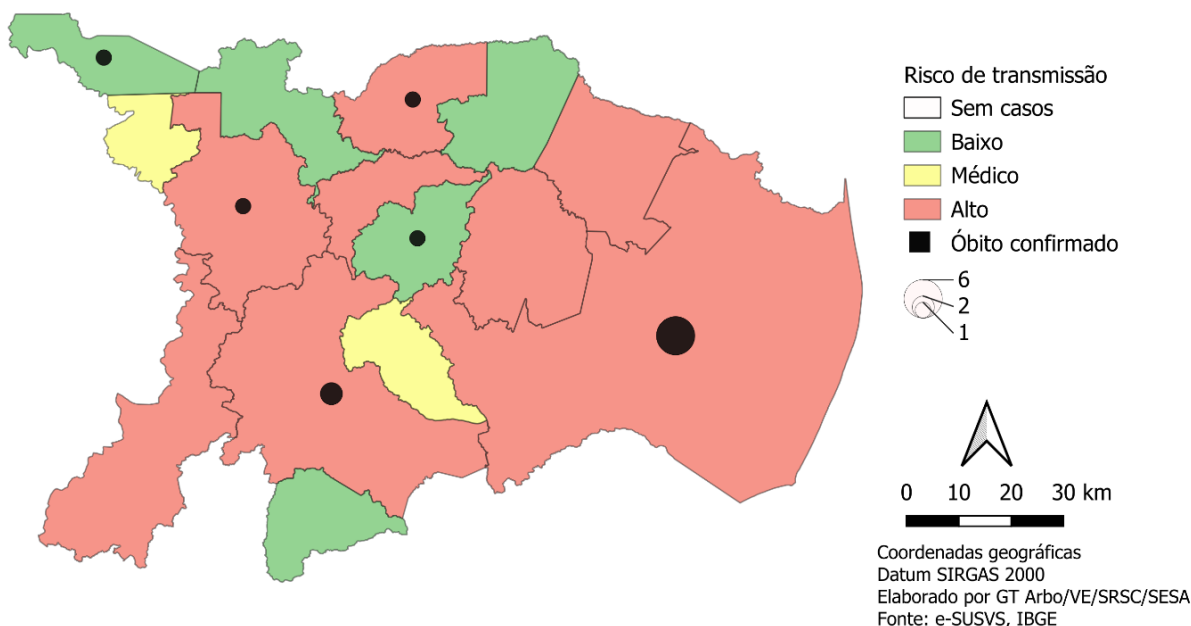 Risco de transmissão
Sem casos
Baixo
Médico
Alto
Óbito confirmado
6
2
1
0 10 20 30 km
Coordenadas geográficas
Datum SIRGAS 2000
Elaborado por GT Arbo/VE/SRSC/SESA
Fonte: e-SUSVS, IBGE